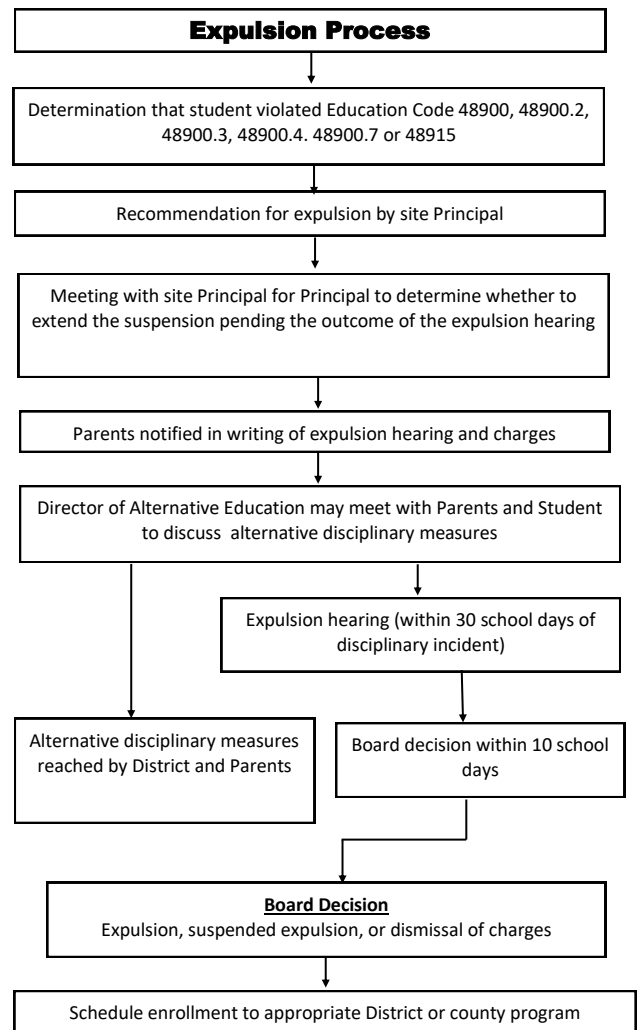 Expulsion Process
Determination that student violated Education Code 48900, 48900.2,
48900.3, 48900.4. 48900.7 or 48915
Recommendation for expulsion by site Principal
Meeting with site Principal for Principal to determine whether to
extend the suspension pending the outcome of the expulsion hearing
Parents notified in writing of expulsion hearing and charges
Director of Alternative Education may meet with Parents and Student
to discuss alternative disciplinary measures
Expulsion hearing (within 30 school days of
disciplinary incident)
Alternative disciplinary measures
reached by District and Parents
Board decision within 10 school
days
Board Decision
Expulsion, suspended expulsion, or dismissal of charges
Schedule enrollment to appropriate District or county program